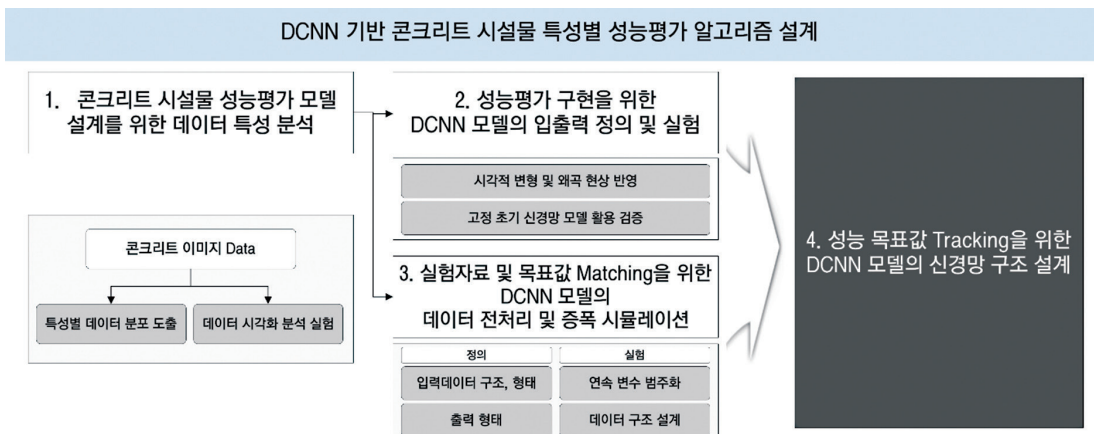 DCNN 기반 콘크리트 시설물 특성별 성능평가 알고리즘 설계
1. 콘크리트 시설물 성능평가 모델
설계를 위한 데이터 특성 분석
콘크리트 이미지 Data
특성별 데이터 분포 도출
데이터 시각화 분석 실험
2. 성능평가 구현을 위한
DCNN 모델의 입출력 정의 및 실험
시각적 변형 및 왜곡 현상 반영
고정 초기 신경망 모델 활용 검증
3. 실험자료 및 목표값 Matching을 위한
DCNN 모델의
데이터 전처리 및 증폭 시뮬레이션
정의
실험
입력데이터 구조, 형태
연속 변수 범주화
출력 형태
데이터 구조 설계
4. 성능 목표값 Tracking을 위한
DCNN 모델의 신경망 구조 설계